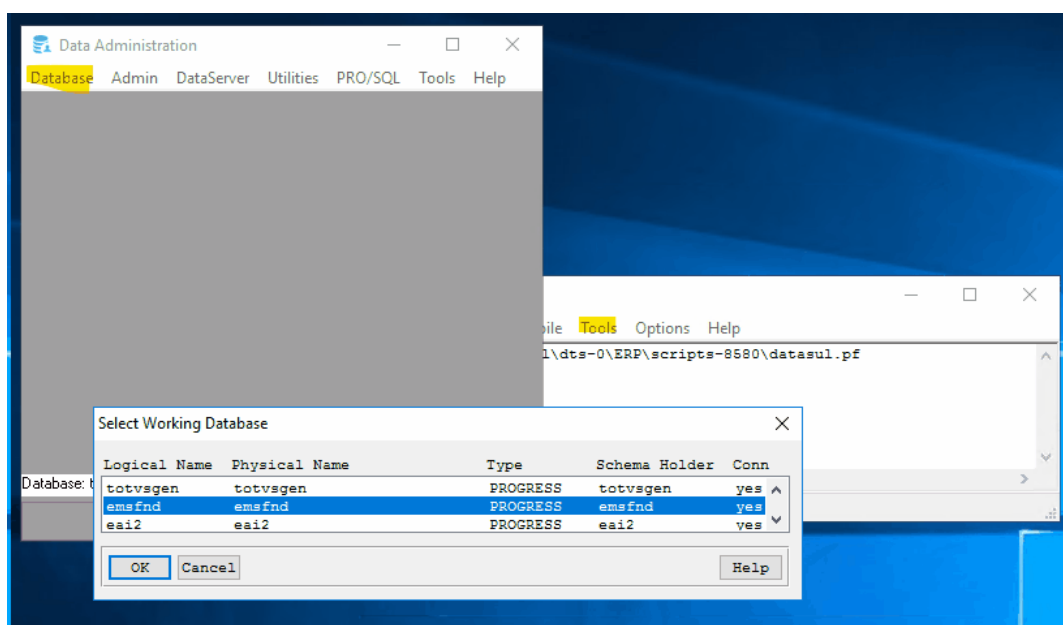 Data Administration
Database Admin DataServer Utilities PRO/SQL Tools Help
Tools Options Help
l\dts-0\ERP\scripts-8580\datasul.pf
Select Working Database
Logical Name Physical Name Type Schema Holder Conn
totvsgen totvsgen PROGRESS totvsgen yes
emsfnd emsfnd PROGRESS emsfnd yes
eai2 eai2 PROGRESS eai2 yes
Database: t
OK Cancel Help